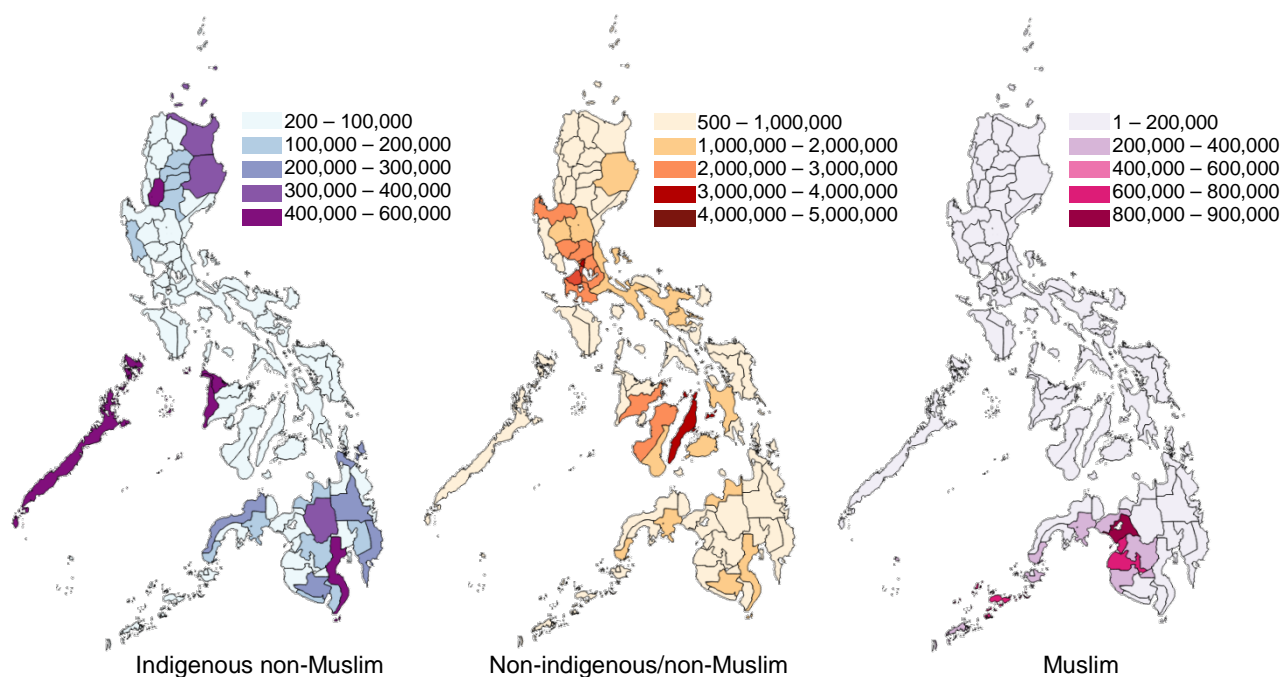 200 – 100,000
100,000 – 200,000
200,000 – 300,000
300,000 – 400,000
400,000 – 600,000
500 – 1,000,000
1,000,000 – 2,000,000
2,000,000 – 3,000,000
3,000,000 – 4,000,000
4,000,000 – 5,000,000
1 – 200,000
200,000 – 400,000
400,000 – 600,000
600,000 – 800,000
800,000 – 900,000
Indigenous non-Muslim
Non-indigenous/non-Muslim
Muslim